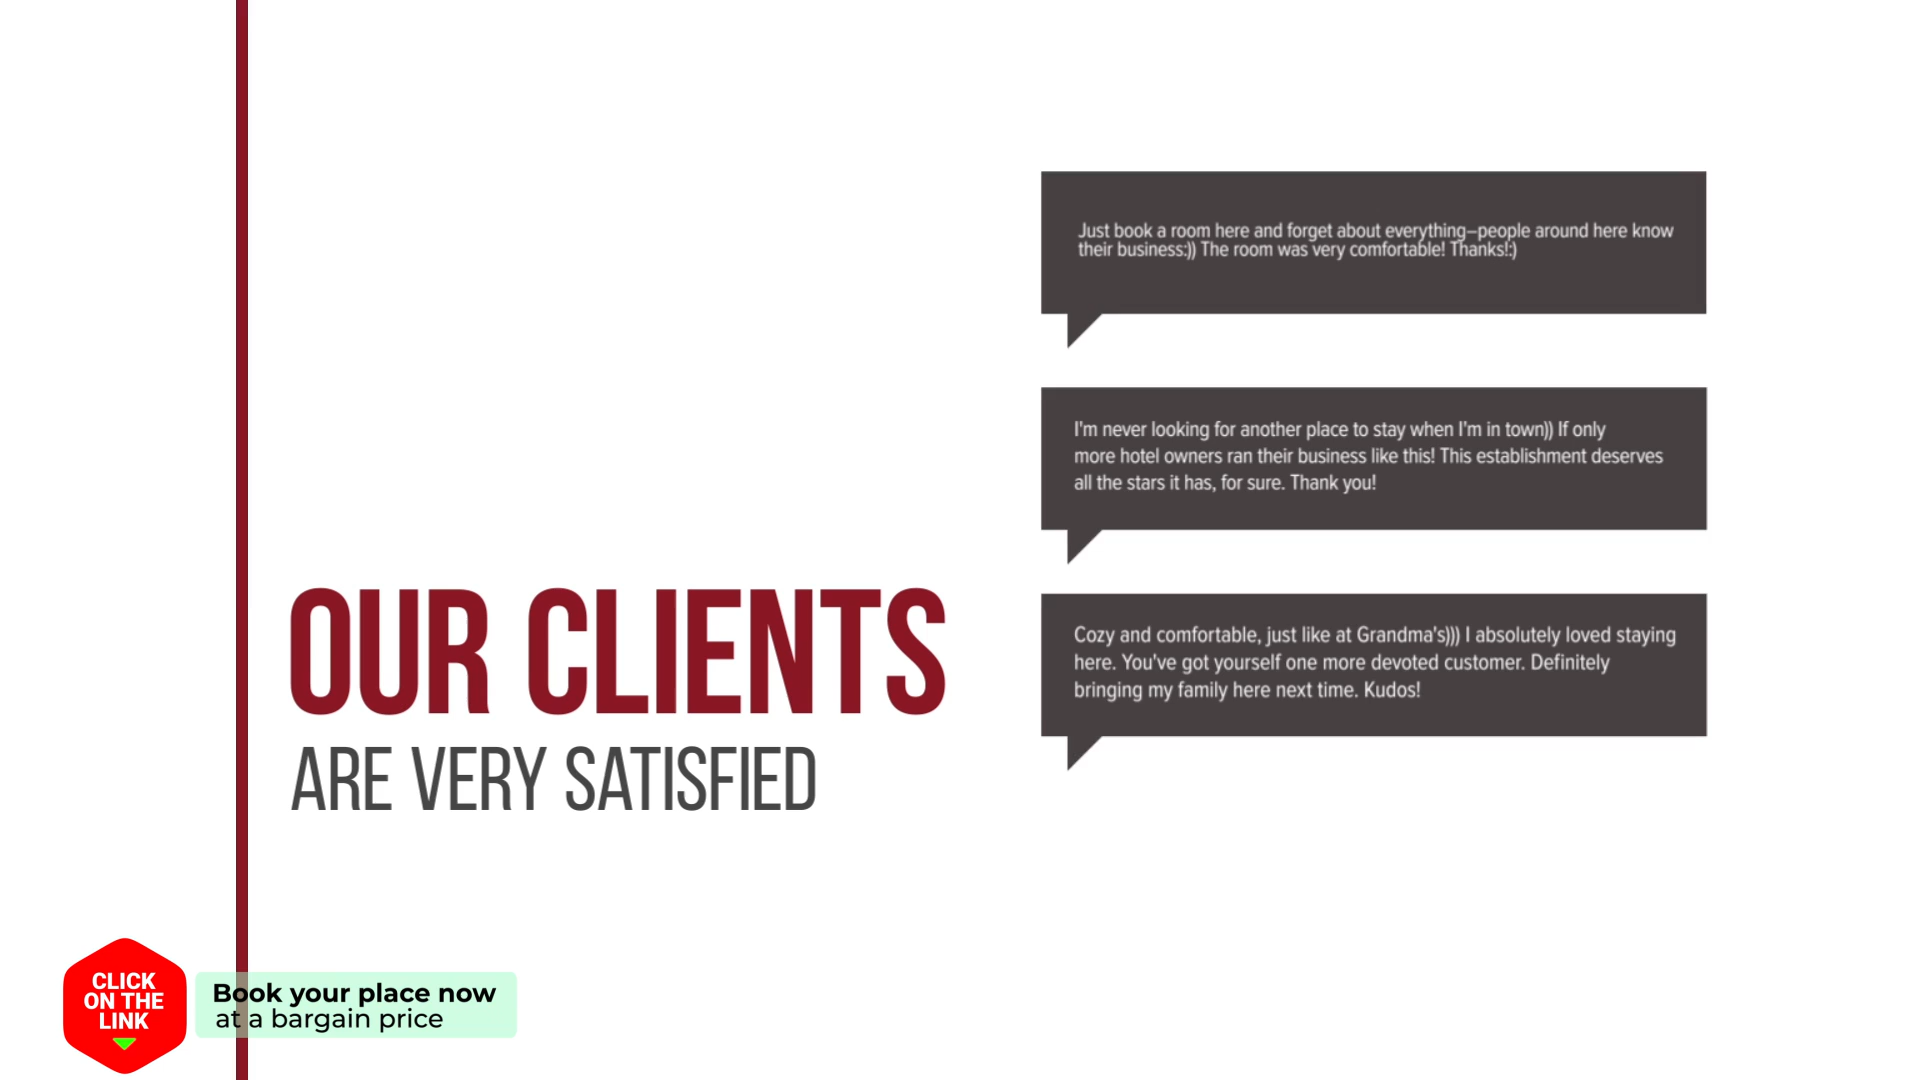 OUR CLIENTS
ARE VERY SATISFIED
Just book a room here and forget about everything–people around here know
their business:)) The room was very comfortable! Thanks!:)
I'm never looking for another place to stay when I'm in town)) If only
more hotel owners ran their business like this! This establishment deserves
all the stars it has, for sure. Thank you!
Cozy and comfortable, just like at Grandma's))) I absolutely loved staying
here. You've got yourself one more devoted customer. Definitely
bringing my family here next time. Kudos!
CLICK
ON THE
LINK
Book your place now
at a bargain price